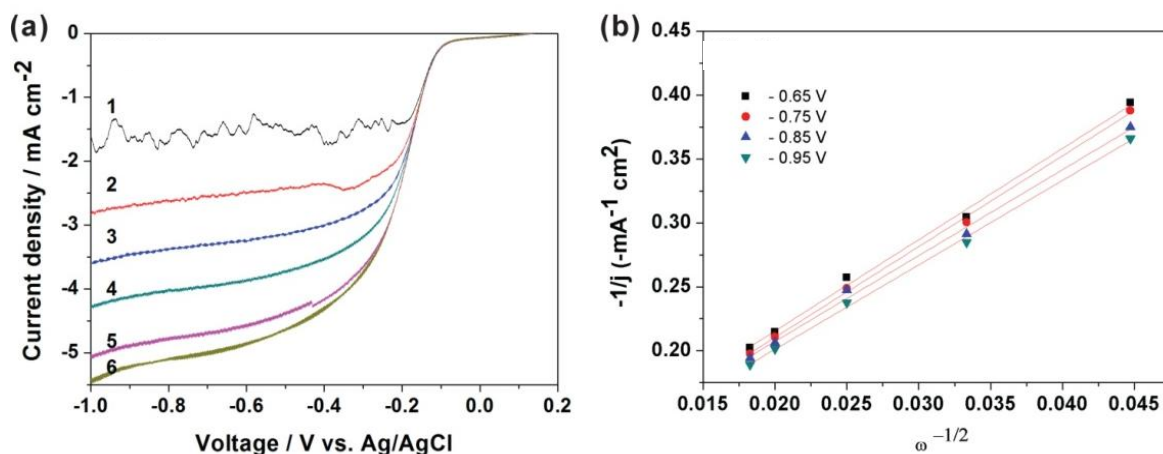 (a)
0
-1
-2
-3
-4
-5
1
2
3
4
5
6
-1.0 -0.8 -0.6 -0.4 -0.2 0.0 0.2
Current density / mA cm⁻²
Voltage / V vs. Ag/AgCl
(b)
0.45
0.40
0.35
0.30
0.25
0.20
- 0.65 V
- 0.75 V
- 0.85 V
- 0.95 V
0.015 0.020 0.025 0.030 0.035 0.040 0.045
-1/j (-mA⁻¹ cm²)
ω⁻¹/²